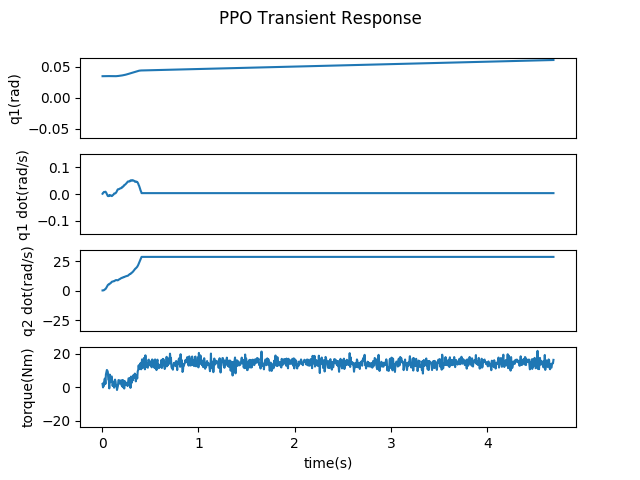 PPO Transient Response
q1(rad)
0.05
0.00
−0.05
q1 dot(rad/s)
0.1
0.0
−0.1
q2 dot(rad/s)
25
0
−25
torque(Nm)
20
0
−20
0 1 2 3 4
time(s)